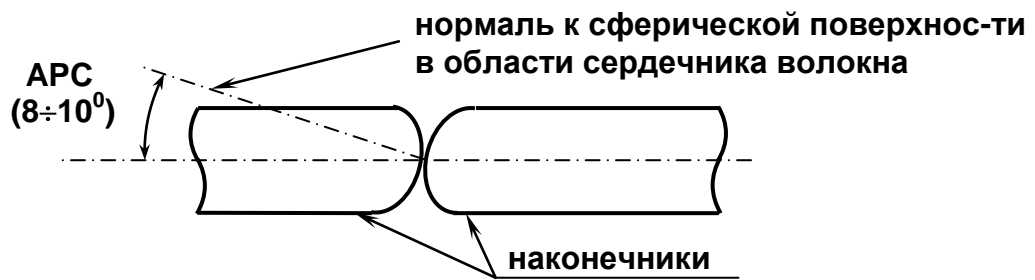 нормаль к сферической поверхнос-ти
в области сердечника волокна
APC
(8÷10⁰)
наконечники